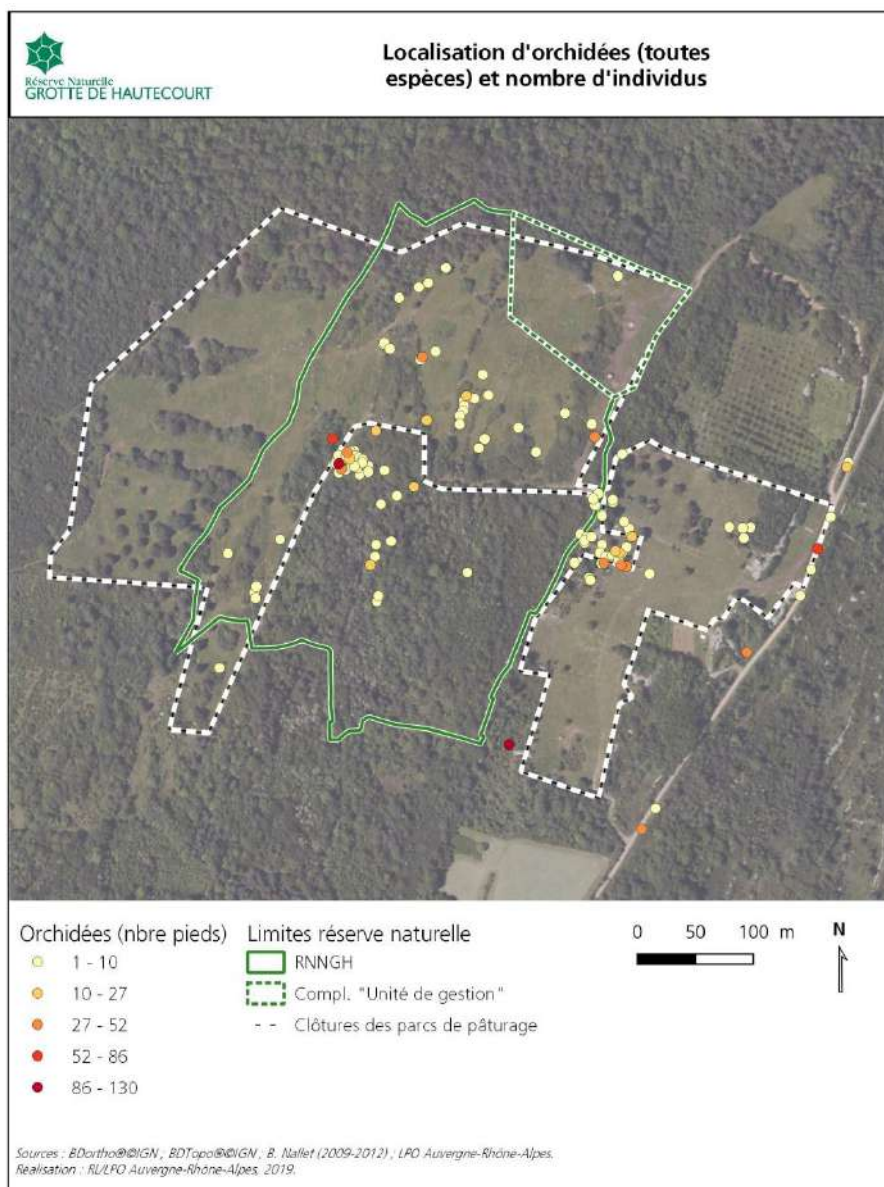 Réserve Naturelle
GROTTE DE HAUTECOURT
Localisation d'orchidées (toutes
espèces) et nombre d'individus
Orchidées (nbre pieds)
1 - 10
10 - 27
27 - 52
52 - 86
86 - 130
Limites réserve naturelle
RNNGH
Compl. "Unité de gestion"
Clôtures des parcs de pâturage
0 50 100 m
N
Sources : BDortho®©IGN ; BDTopo®©IGN ; B. Nallet (2009-2012) ; LPO Auvergne-Rhône-Alpes.
Réalisation : RL/LPO Auvergne-Rhône-Alpes, 2019.